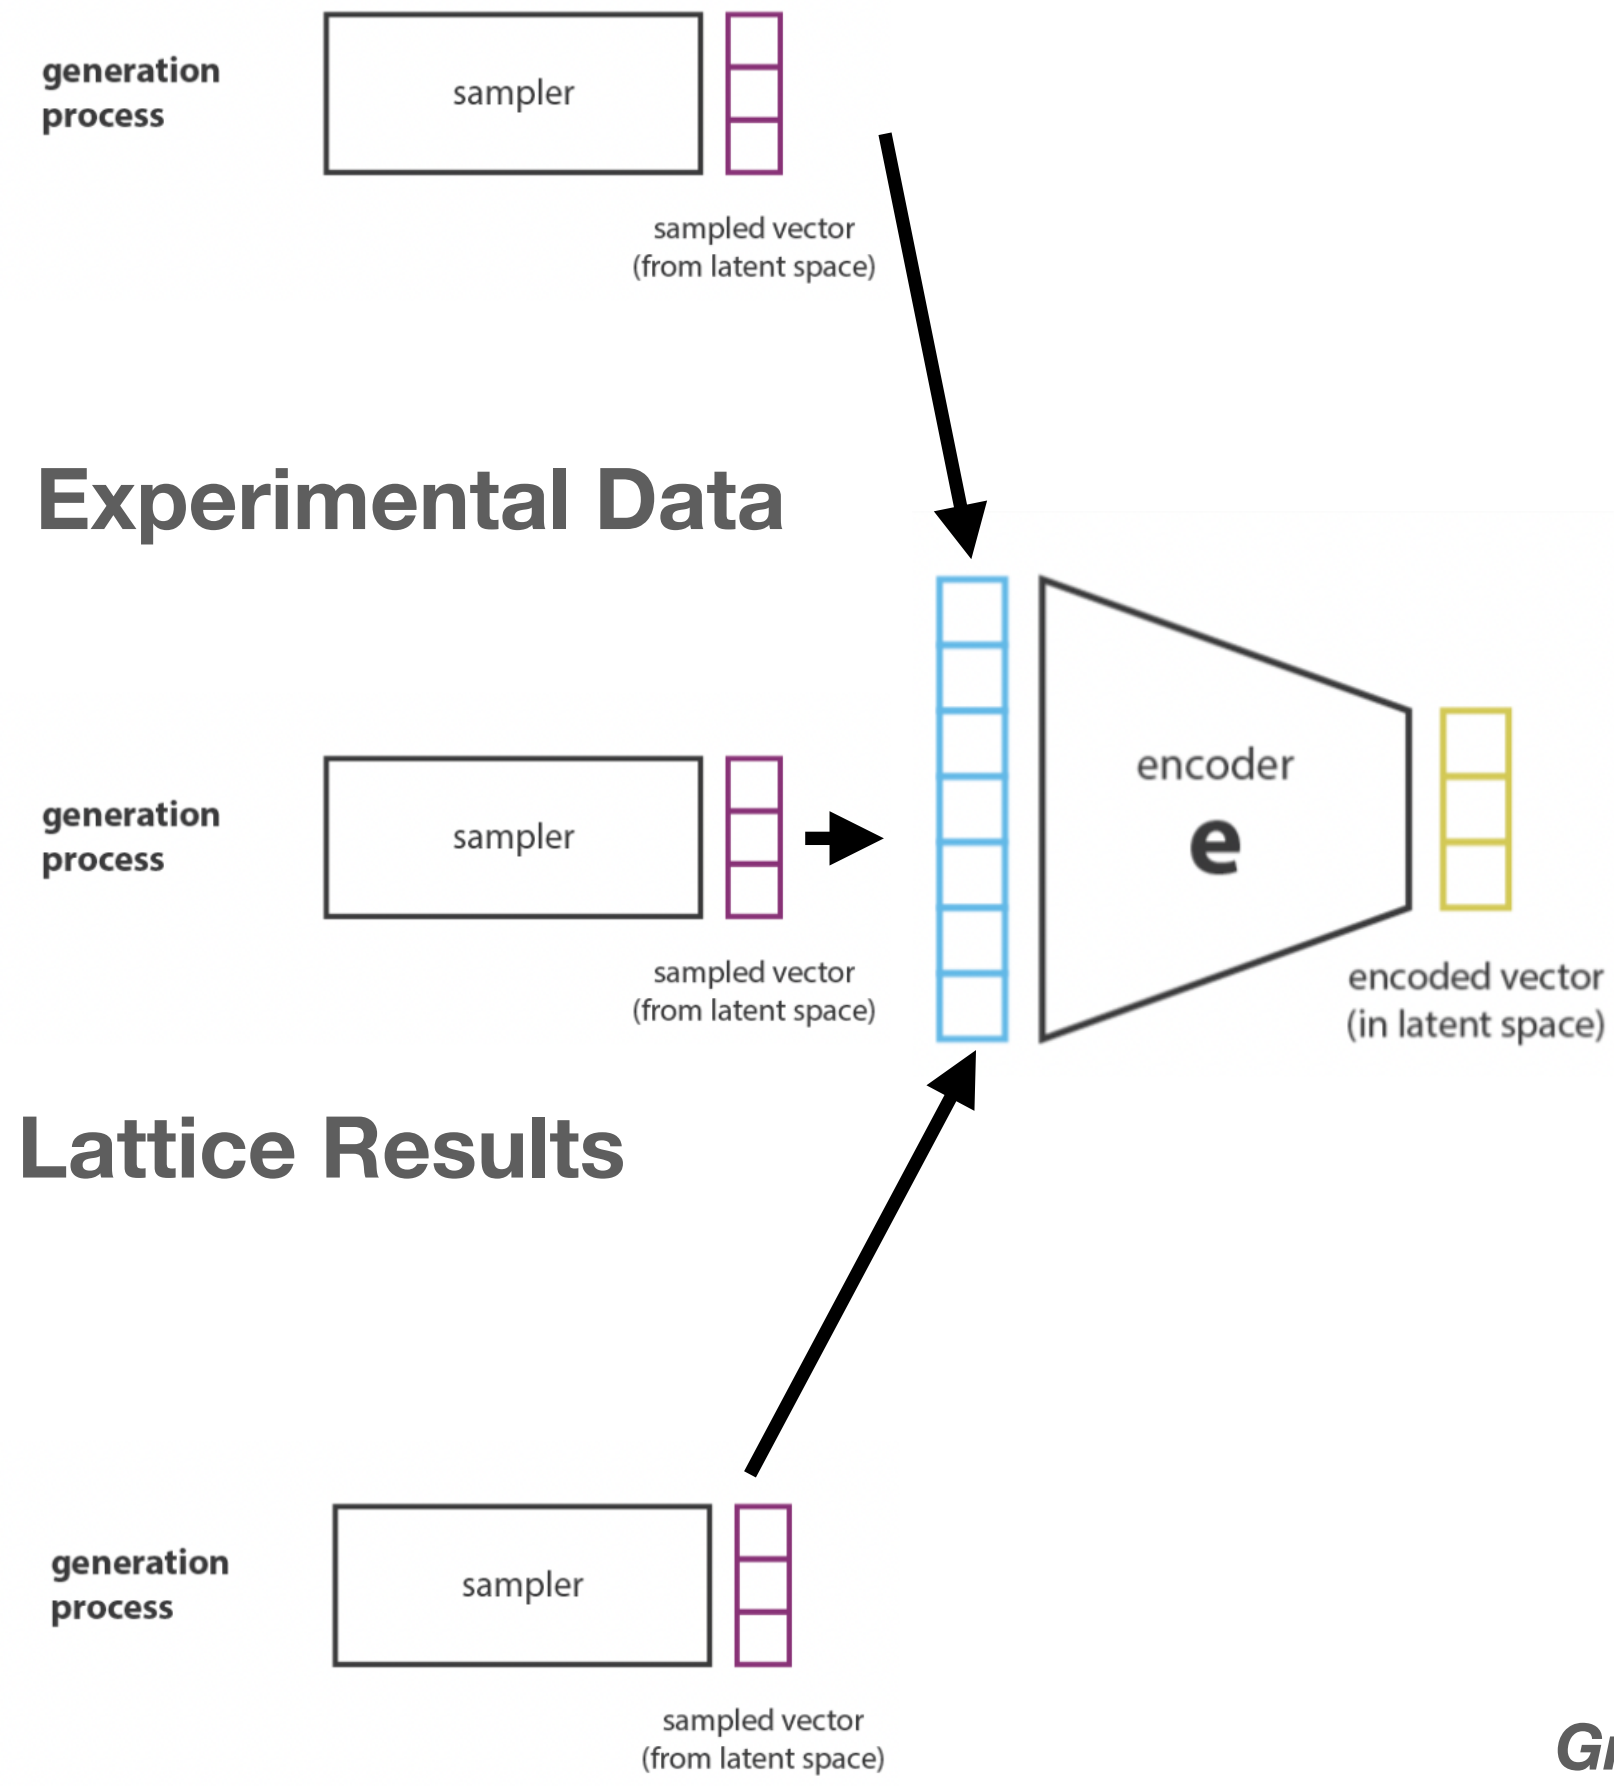 generation
process
sampler
sampled vector
(from latent space)
Experimental Data
generation
process
sampler
sampled vector
(from latent space)
encoder
e
encoded vector
(in latent space)
Lattice Results
generation
process
sampler
sampled vector
(from latent space)